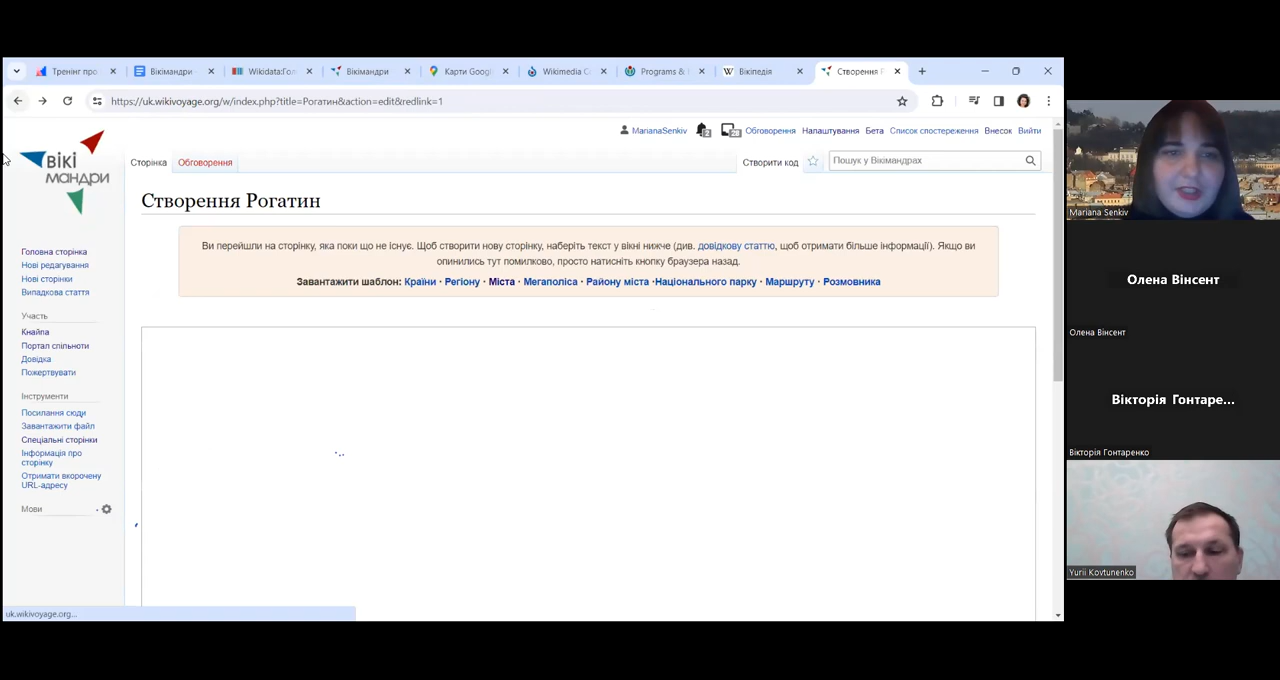 Тренінг про
Вікімандри
Wikidata:Гол
Вікімандри
Карти Googl
Wikimedia C
Programs &
Вікіпедія
Створення Р
https://uk.wikivoyage.org/w/index.php?title=Рогатин&action=edit&redlink=1
MarianaSenkiv
Обговорення
Налаштування
Бета
Список спостереження
Внесок
Вийти
вікі
мандри
Сторінка
Обговорення
Створити код
Пошук у Вікімандрах
Створення Рогатин
Ви перейшли на сторінку, яка поки що не існує. Щоб створити нову сторінку, наберіть текст у вікні нижче (див. довідкову статтю, щоб отримати більше інформації). Якщо ви
опинились тут помилково, просто натисніть кнопку браузера назад.
Завантажити шаблон: Країни · Регіону · Міста · Мегаполіса · Району міста ·Національного парку · Маршруту · Розмовника
Головна сторінка
Нові редагування
Нові сторінки
Випадкова стаття
Участь
Кнайпа
Портал спільноти
Довідка
Пожертвувати
Інструменти
Посилання сюди
Завантажити файл
Спеціальні сторінки
Інформація про
сторінку
Отримати вкорочену
URL-адресу
Мови
uk.wikivoyage.org...
Mariana Senkiv
Олена Вінсент
Олена Вінсент
Вікторія Гонтаре...
Вікторія Гонтаренко
Yurii Kovtunenko